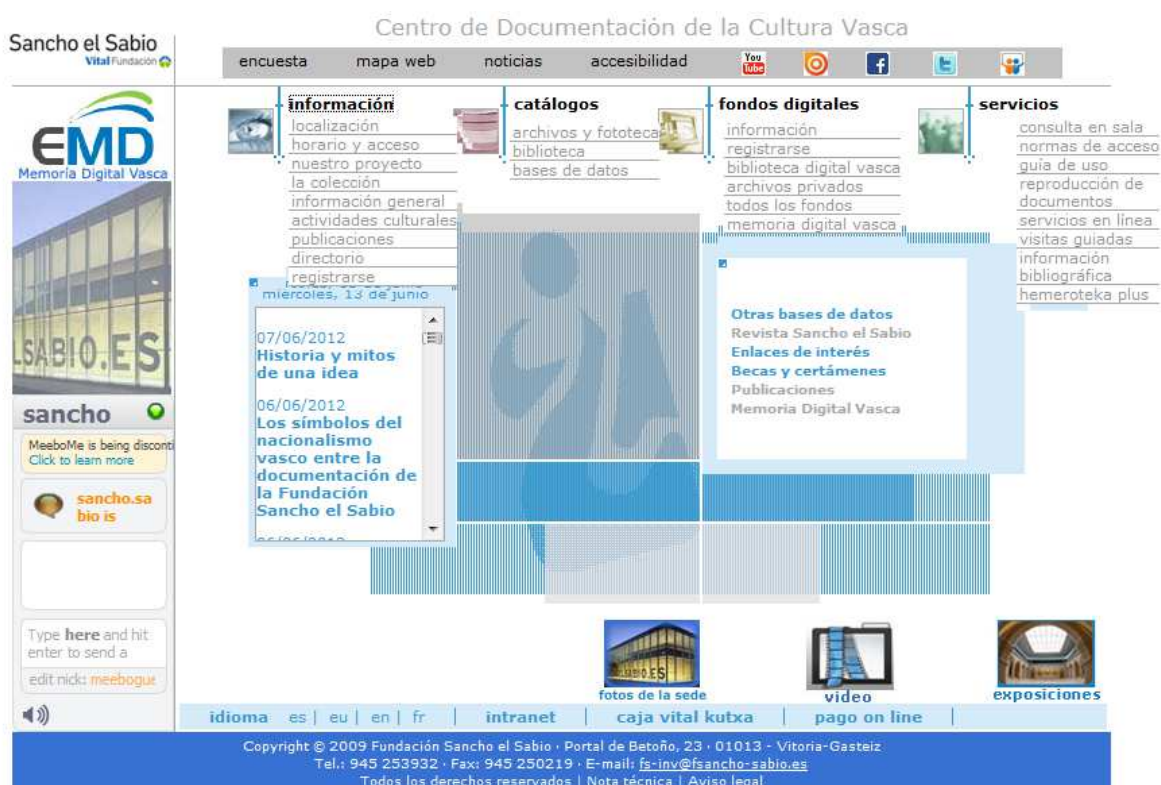 Centro de Documentación de la Cultura Vasca
Sancho el Sabio
Vital Fundación
encuesta mapa web noticias accesibilidad You Tube
EMD
Memoria Digital Vasca
información
localización
horario y acceso
nuestro proyecto
la colección
información general
actividades culturales
publicaciones
directorio
registrarse
catálogos
archivos y fototeca
biblioteca
bases de datos
fondos digitales
información
registrarse
biblioteca digital vasca
archivos privados
todos los fondos
memoria digital vasca
servicios
consulta en sala
normas de acceso
guía de uso
reproducción de
documentos
servicios en línea
visitas guiadas
información
bibliográfica
hemeroteka plus
miércoles, 13 de junio
07/06/2012
Historia y mitos
de una idea
06/06/2012
Los símbolos del
nacionalismo
vasco entre la
documentación de
la Fundación
Sancho el Sabio
06/06/2012
Otras bases de datos
Revista Sancho el Sabio
Enlaces de interés
Becas y certámenes
Publicaciones
Memoria Digital Vasca
LSABIO.ES
sancho
MeeboMe is being disconti
Click to learn more
sancho.sa
bio is
Type here and hit
enter to send a
edit nick: meebogue
fotos de la sede
video
exposiciones
idioma es | eu | en | fr | intranet | caja vital kutxa | pago on line |
Copyright © 2009 Fundación Sancho el Sabio · Portal de Betoño, 23 · 01013 - Vitoria-Gasteiz
Tel.: 945 253932 · Fax: 945 250219 · E-mail: fs-inv@fsancho-sabio.es
Todos los derechos reservados | Nota técnica | Aviso legal